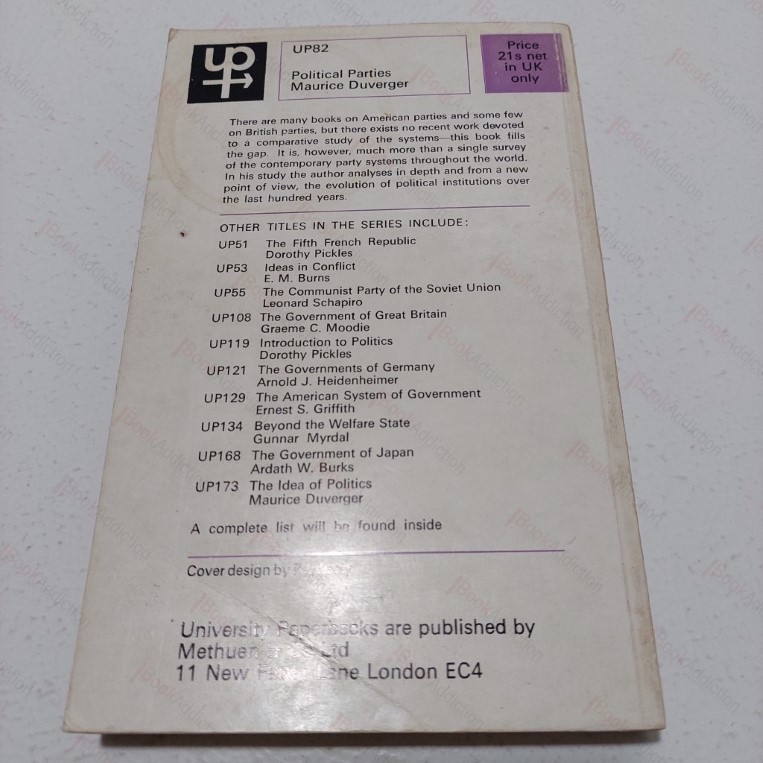 up
UP82
Political Parties
Maurice Duverger
Price
21s net
in UK
only
There are many books on American parties and some few
on British parties, but there exists no recent work devoted
to a comparative study of the systems—this book fills
the gap. It is, however, much more than a single survey
of the contemporary party systems throughout the world.
In his study the author analyses in depth and from a new
point of view, the evolution of political institutions over
the last hundred years.
OTHER TITLES IN THE SERIES INCLUDE:
UP51 The Fifth French Republic
Dorothy Pickles
UP53 Ideas in Conflict
E. M. Burns
UP55 The Communist Party of the Soviet Union
Leonard Schapiro
UP108 The Government of Great Britain
Graeme C. Moodie
UP119 Introduction to Politics
Dorothy Pickles
UP121 The Governments of Germany
Arnold J. Heidenheimer
UP129 The American System of Government
Ernest S. Griffith
UP134 Beyond the Welfare State
Gunnar Myrdal
UP168 The Government of Japan
Ardath W. Burks
UP173 The Idea of Politics
Maurice Duverger
A complete list will be found inside
Cover design by
University Paperbacks are published by
Methuen Ltd
11 New Lane London EC4
BookAddiction